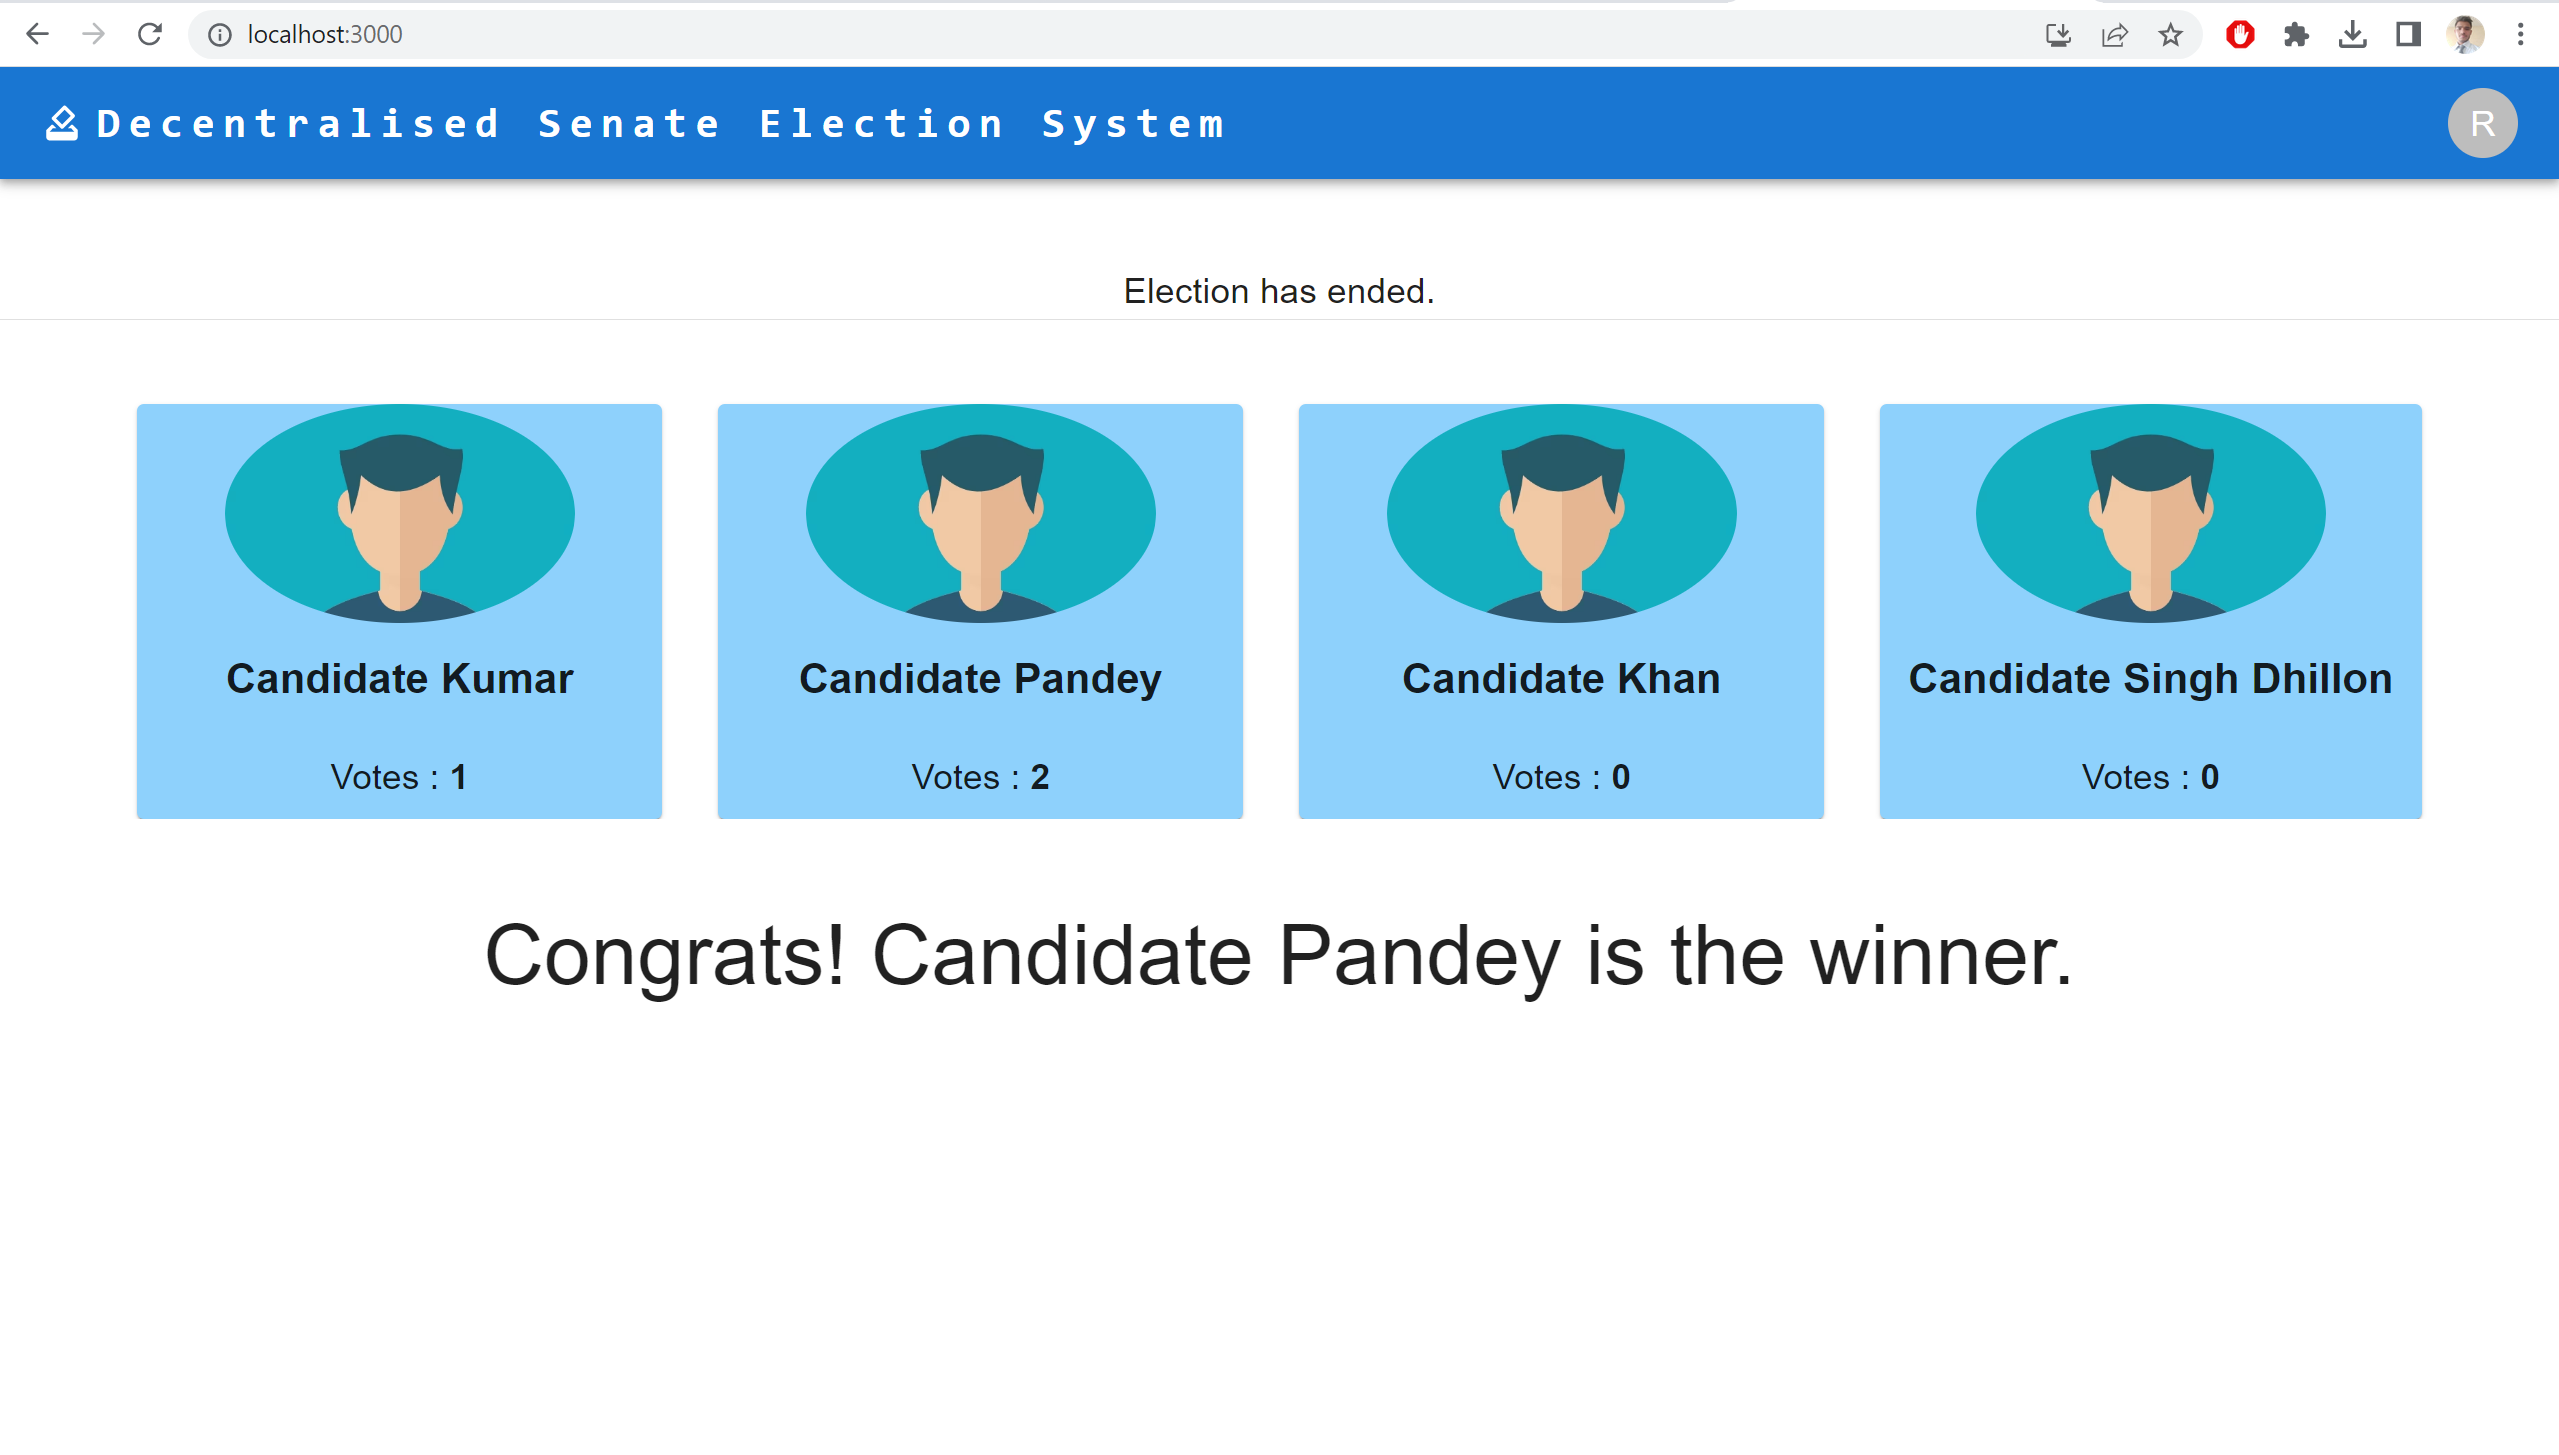 localhost:3000
Decentralised Senate Election System
R
Election has ended.
Candidate Kumar
Votes : 1
Candidate Pandey
Votes : 2
Candidate Khan
Votes : 0
Candidate Singh Dhillon
Votes : 0
Congrats! Candidate Pandey is the winner.